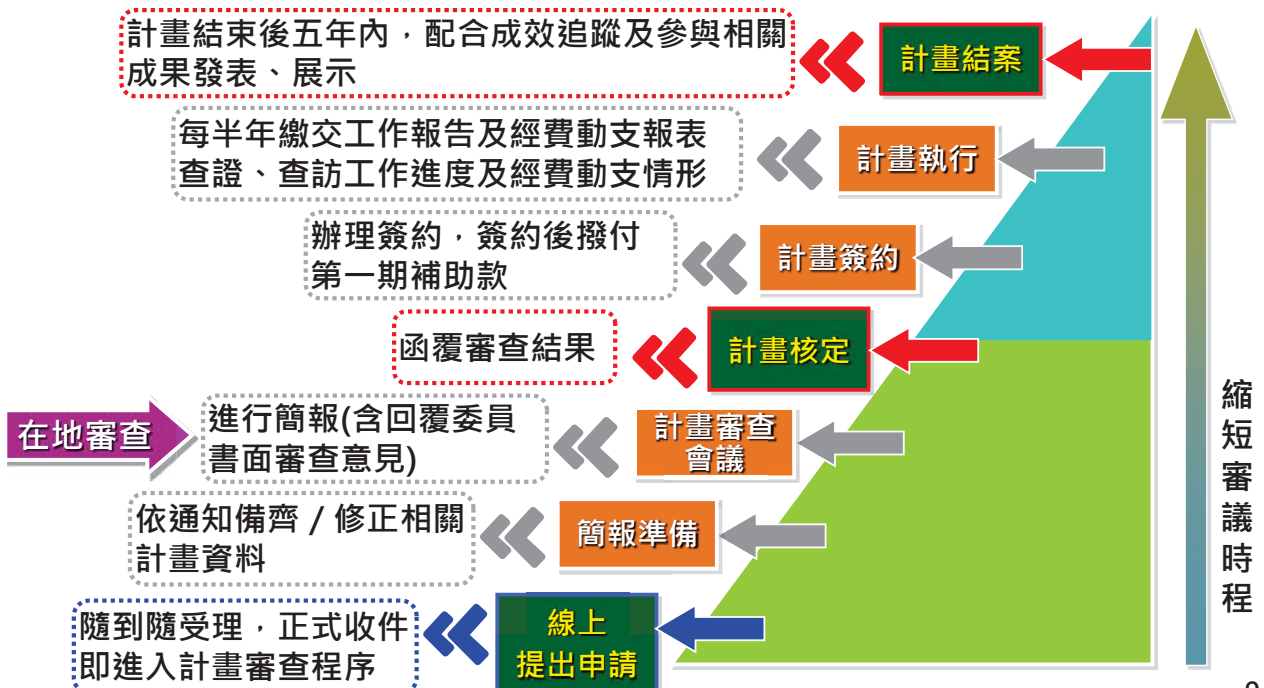 計畫結束後五年內，配合成效追蹤及參與相關
成果發表、展示
計畫結案
每半年繳交工作報告及經費動支報表
查證、查訪工作進度及經費動支情形
計畫執行
辦理簽約，簽約後撥付
第一期補助款
計畫簽約
函覆審查結果
計畫核定
在地審查
進行簡報(含回覆委員
書面審查意見)
計畫審查
會議
依通知備齊／修正相關
計畫資料
簡報準備
隨到隨受理，正式收件
即進入計畫審查程序
線上
提出申請
縮短審議時程